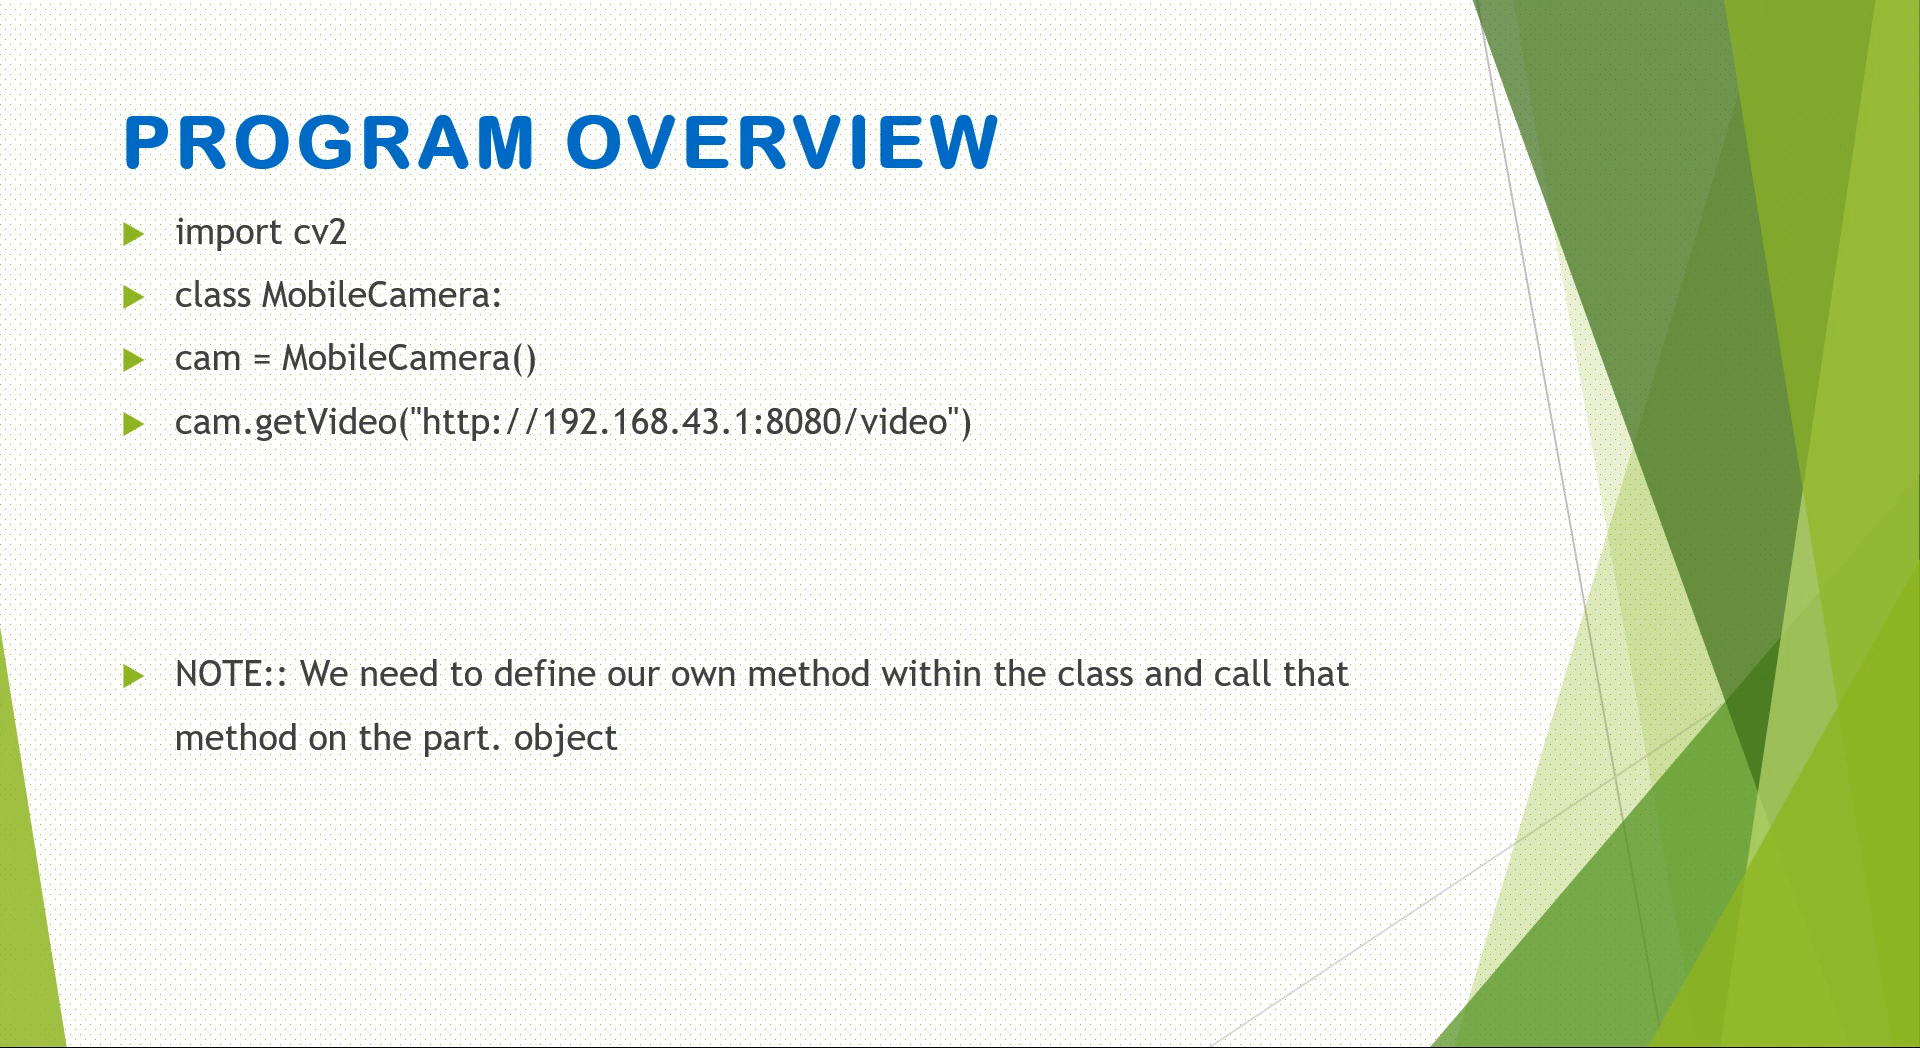 PROGRAM OVERVIEW
import cv2
class MobileCamera:
cam = MobileCamera()
cam.getVideo("http://192.168.43.1:8080/video")
NOTE:: We need to define our own method within the class and call that
method on the part. object